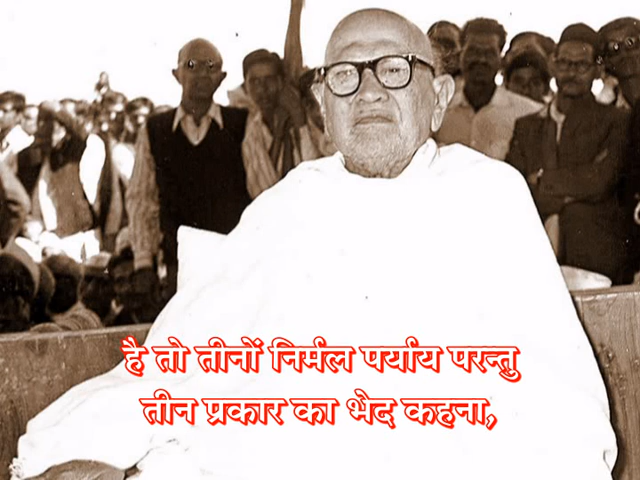 है तो तीनों निर्मल पर्याय परन्तु
तीन प्रकार का भेद कहना,